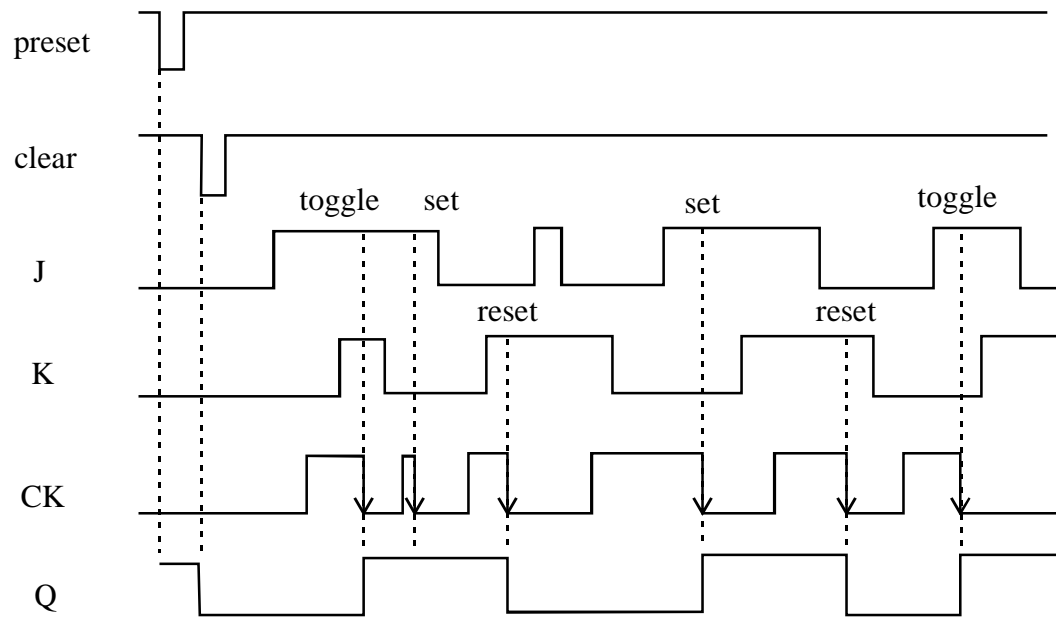 preset
clear
toggle set set toggle
J
reset reset
K
CK
Q